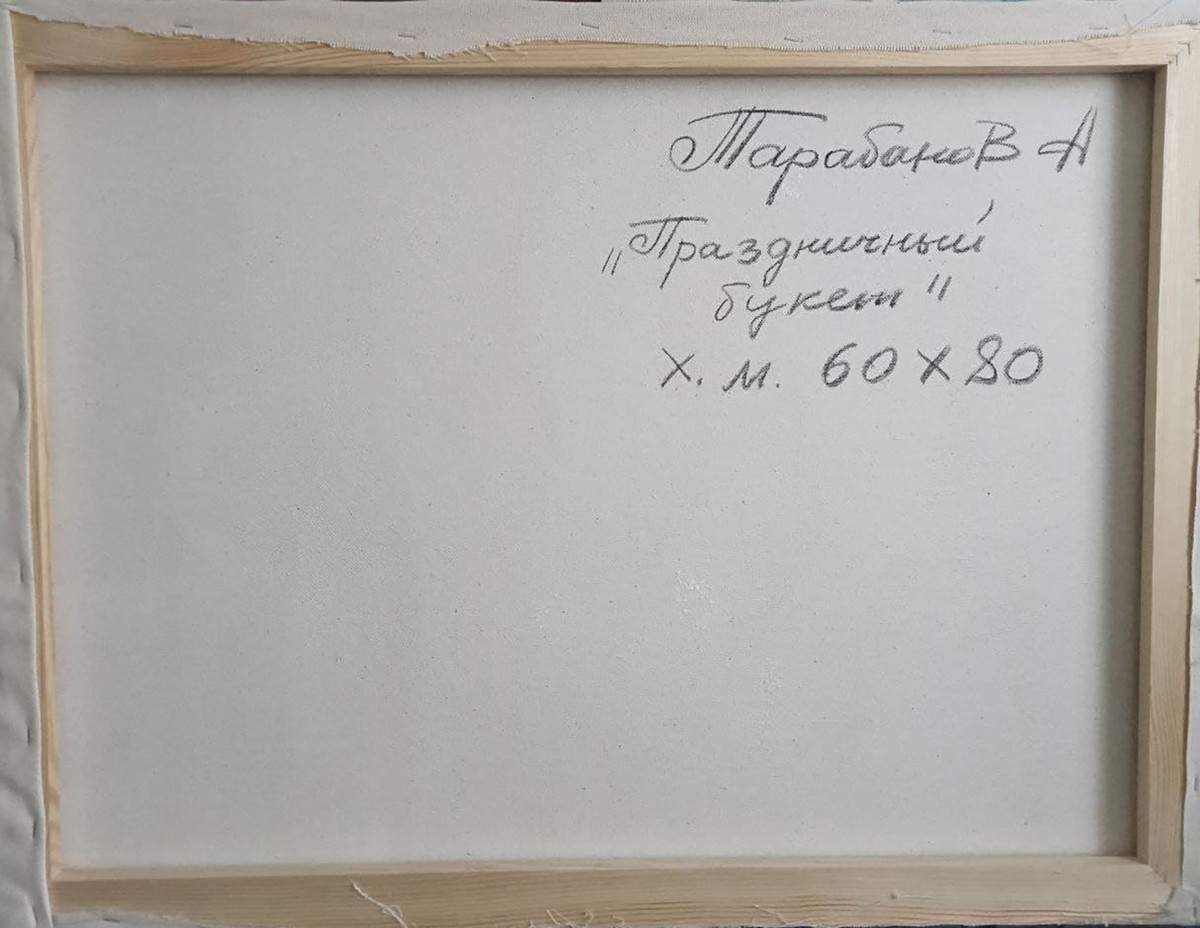 Тарабанов А
„Праздничный
букет"
х. м. 60 х 80